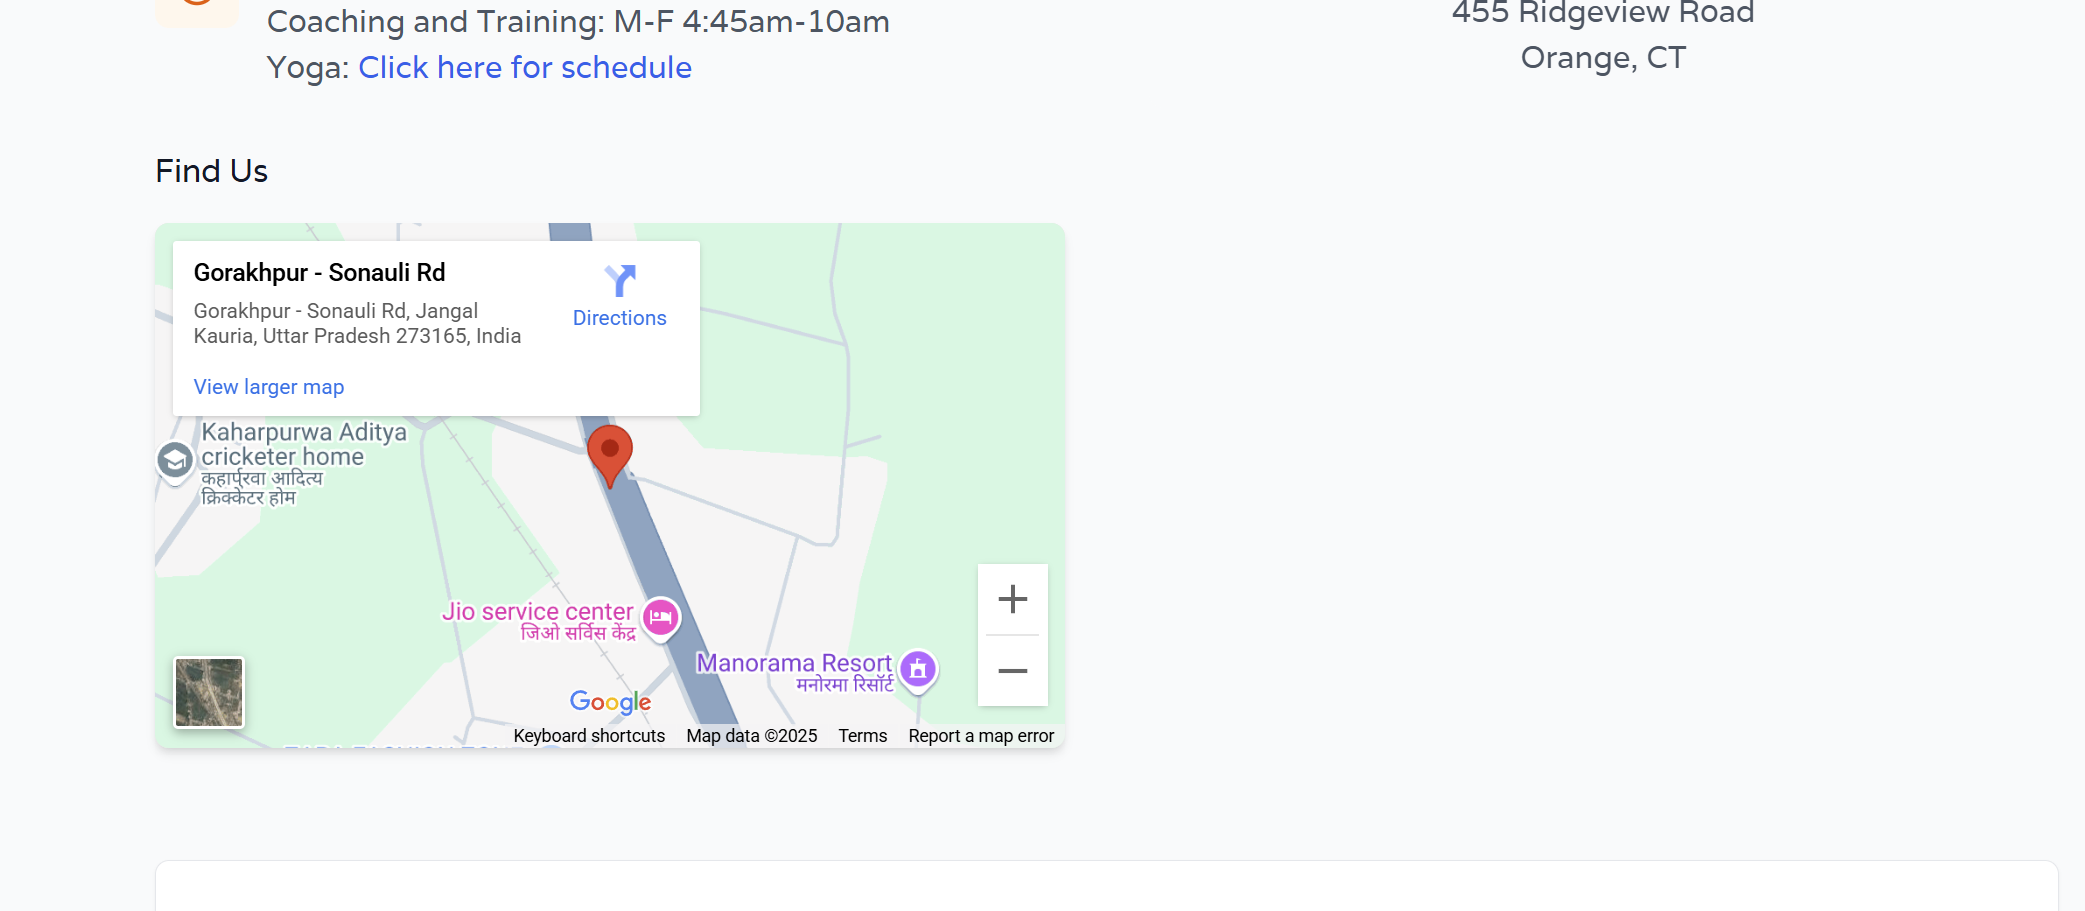 Coaching and Training: M-F 4:45am-10am
Yoga: Click here for schedule
455 Ridgeview Road
Orange, CT
Find Us
Gorakhpur - Sonauli Rd
Gorakhpur - Sonauli Rd, Jangal
Kauria, Uttar Pradesh 273165, India
Directions
View larger map
Kaharpurwa Aditya
cricketer home
कहार्पुरवा आदित्य
क्रिक्केटर होम
Jio service center
जिओ सर्विस केंद्र
Manorama Resort
मनोरमा रिसॉर्ट
Google
Keyboard shortcuts
Map data ©2025
Terms
Report a map error